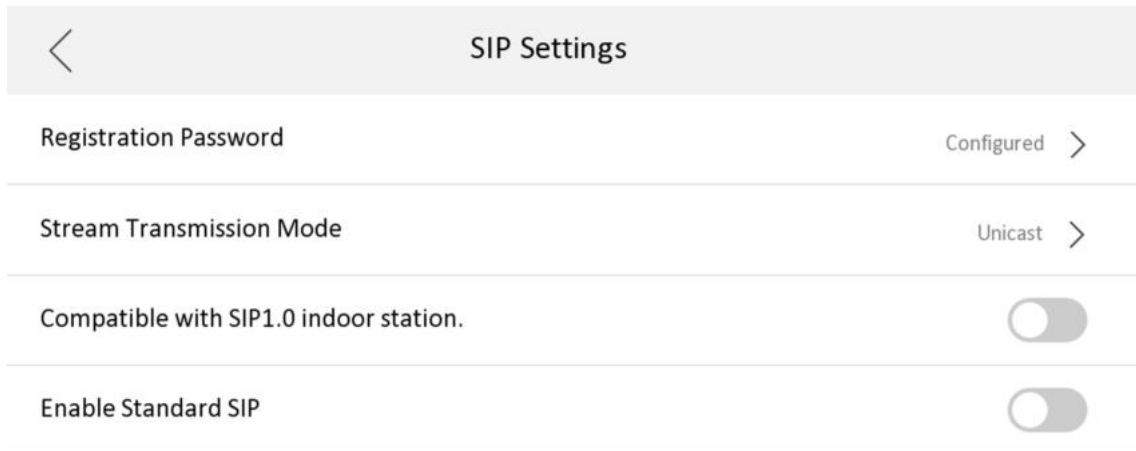 SIP Settings
Registration Password
Configured
Stream Transmission Mode
Unicast
Compatible with SIP1.0 indoor station.
Enable Standard SIP